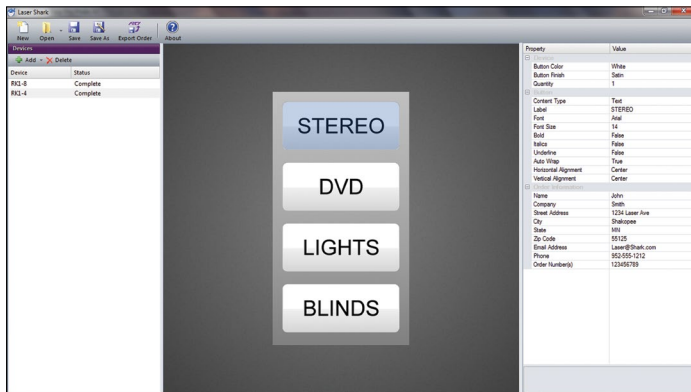 Laser Shark
New Open Save Save As Export Order About
Devices
Add Delete
Device Status
RK1-8 Complete
RK1-4 Complete
STEREO
DVD
LIGHTS
BLINDS
Property Value
Button Color White
Button Finish Satin
Quantity 1
Button
Content Type Text
Label STEREO
Font Arial
Font Size 14
Bold False
Italics False
Underline False
Auto Wrap True
Horizontal Alignment Center
Vertical Alignment Center
Order Information
Name John
Company Smith
Street Address 1234 Laser Ave
City Shakopee
State MN
Zip Code 55125
Email Address Laser@Shark.com
Phone 952-555-1212
Order Number(s) 123456789